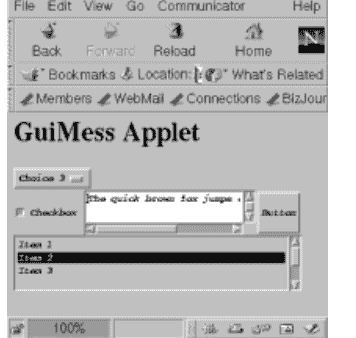 File Edit View Go Communicator Help
Back Forward Reload Home N
Bookmarks Location: What's Related
Members WebMail Connections BizJour
GuiMess Applet
Choice 3
Checkbox The quick brown fox jumps Button
Item 1
Item 2
Item 3
100%